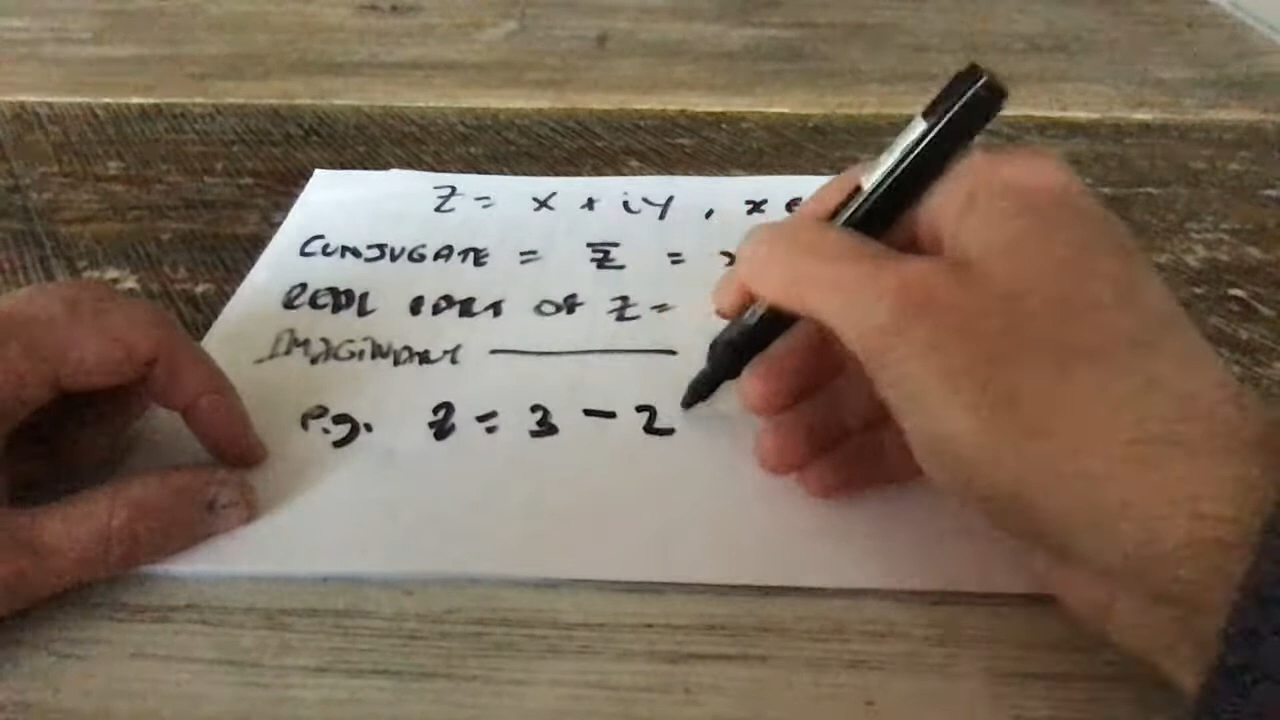 Z = x + iy , x
CONJUGATE = z̅ =
REAL PART OF Z =
IMAGINARY ————
e.g. z = 3 - 2